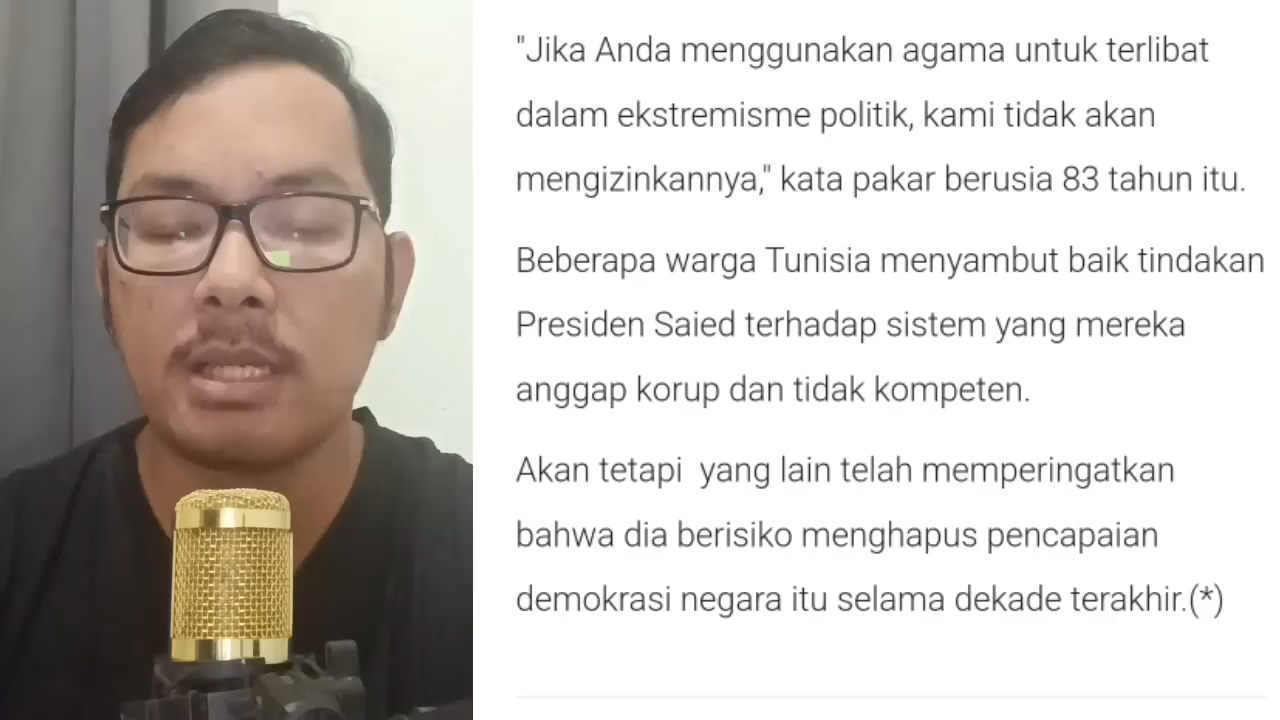 "Jika Anda menggunakan agama untuk terlibat
dalam ekstremisme politik, kami tidak akan
mengizinkannya," kata pakar berusia 83 tahun itu.
Beberapa warga Tunisia menyambut baik tindakan
Presiden Saied terhadap sistem yang mereka
anggap korup dan tidak kompeten.
Akan tetapi  yang lain telah memperingatkan
bahwa dia berisiko menghapus pencapaian
demokrasi negara itu selama dekade terakhir.(*)